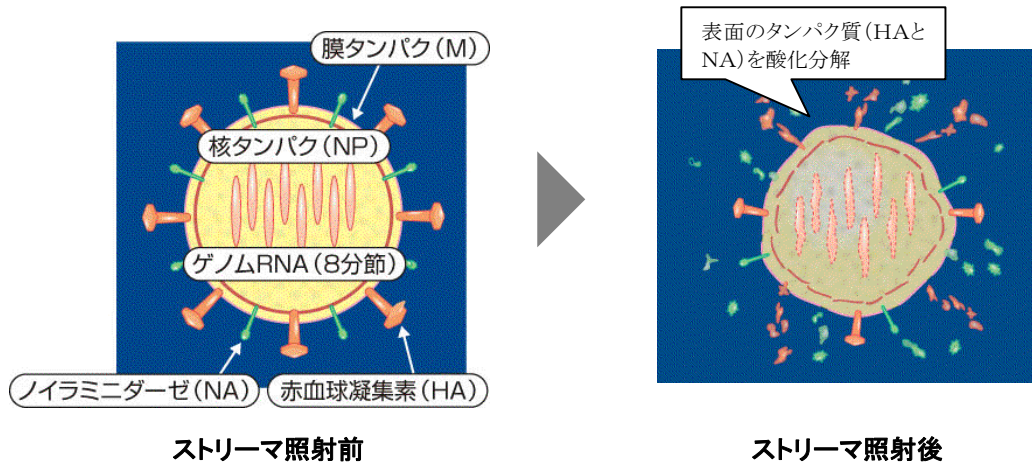 膜タンパク(M)
核タンパク(NP)
ゲノムRNA(8分節)
ノイラミニダーゼ(NA)
赤血球凝集素(HA)
ストリーマ照射前
表面のタンパク質(HAと
NA)を酸化分解
ストリーマ照射後